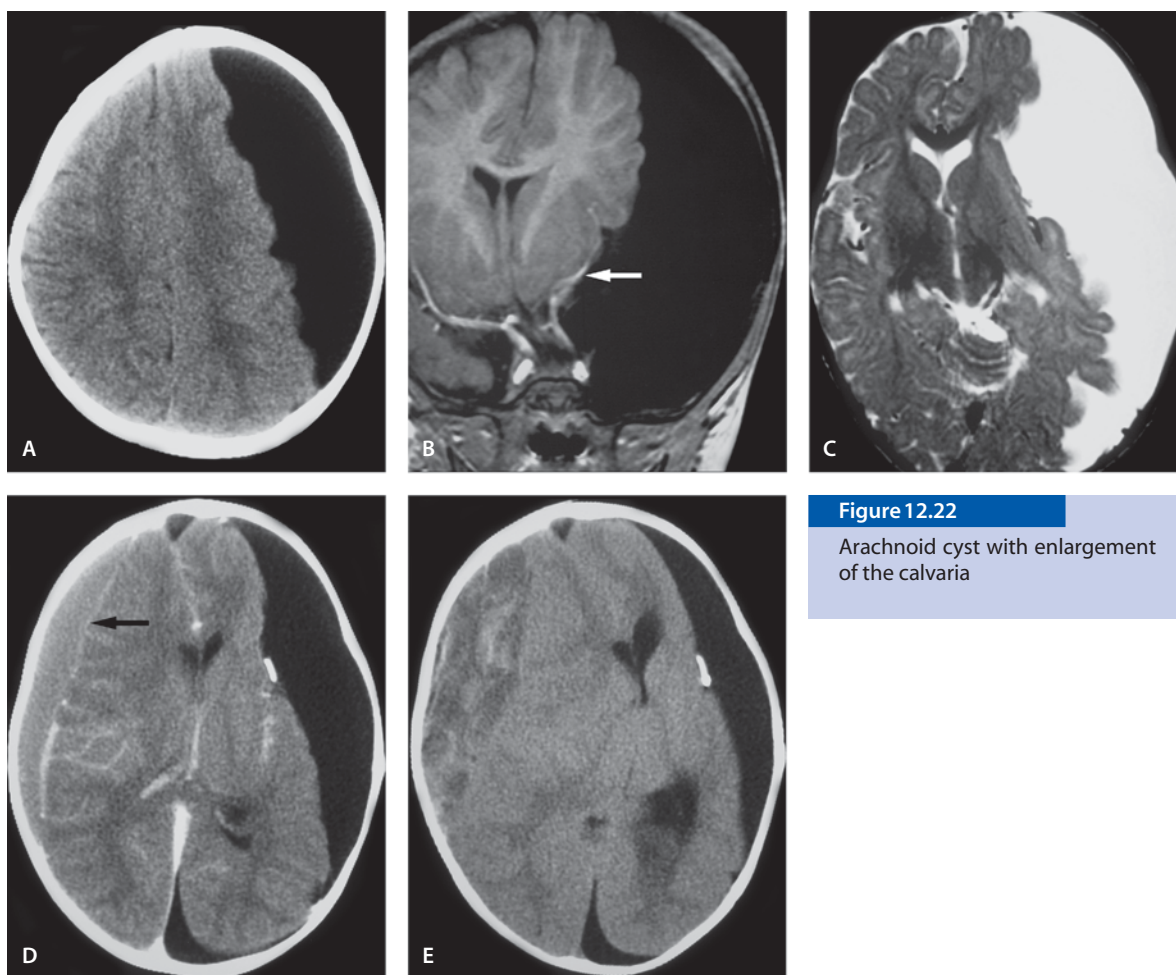 A
B
C
D
E
Figure 12.22
Arachnoid cyst with enlargement
of the calvaria